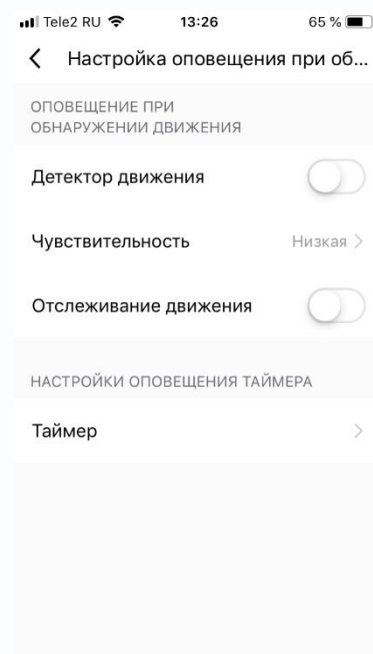 Tele2 RU 13:26 65 %
Настройка оповещения при об...
ОПОВЕЩЕНИЕ ПРИ
ОБНАРУЖЕНИИ ДВИЖЕНИЯ
Детектор движения
Чувствительность Низкая
Отслеживание движения
НАСТРОЙКИ ОПОВЕЩЕНИЯ ТАЙМЕРА
Таймер